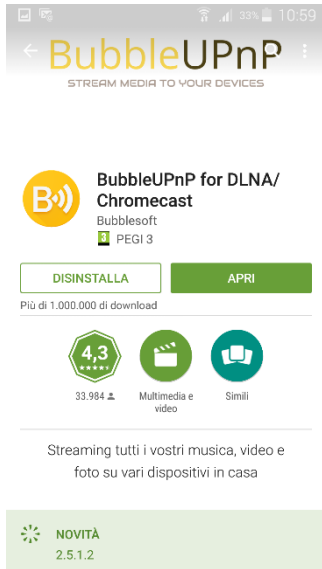 33% 10:59
BubbleUPnP
STREAM MEDIA TO YOUR DEVICES
B
BubbleUPnP for DLNA/
Chromecast
Bubblesoft
3 PEGI 3
DISINSTALLA
APRI
Più di 1.000.000 di download
4,3
33.984
Multimedia e
video
Simili
Streaming tutti i vostri musica, video e
foto su vari dispositivi in casa
NOVITÀ
2.5.1.2